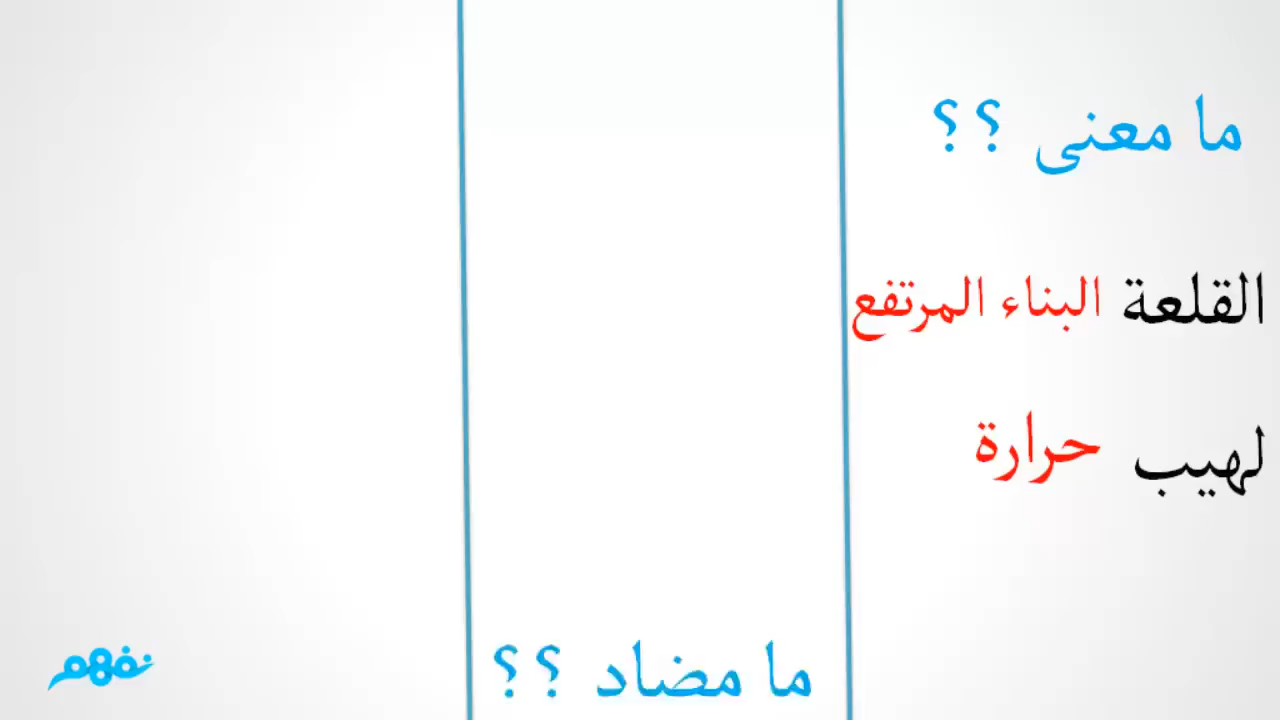 ما معنى ؟؟
القلعة البناء المرتفع
لهيب حرارة
ما مضاد ؟؟
نفهم